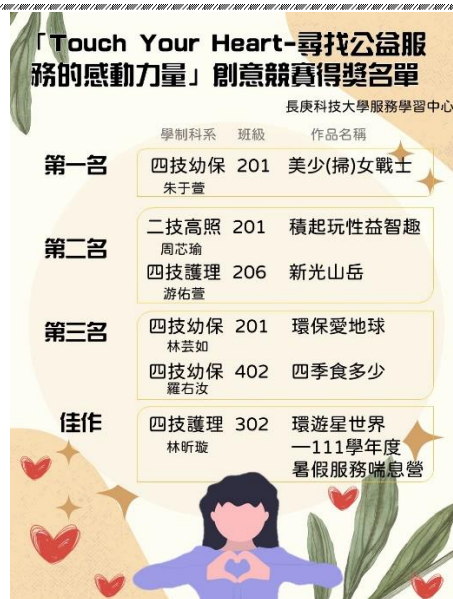 「Touch Your Heart-尋找公益服
務的感動力量」創意競賽得獎名單
長庚科技大學服務學習中心
學制科系 班級 作品名稱
第一名 四技幼保 201 美少(掃)女戰士
朱于萱
第二名 二技高照 201 積起玩性益智趣
周芯瑜
四技護理 206 新光山岳
游佑萱
第三名 四技幼保 201 環保愛地球
林芸如
四技幼保 402 四季食多少
羅右汝
佳作 四技護理 302 環遊星世界
林昕璇 —111學年度
暑假服務喘息營